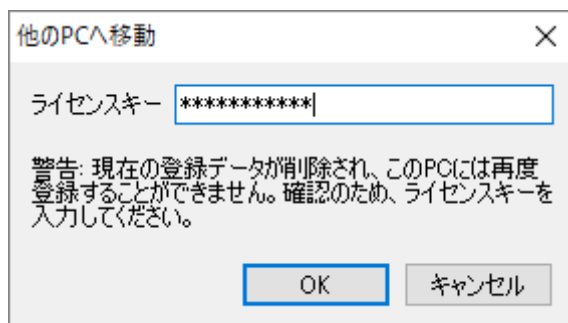 他のPCへ移動
ライセンスキー ***********
警告: 現在の登録データが削除され、このPCには再度
登録することができません。確認のため、ライセンスキーを
入力してください。
OK キャンセル